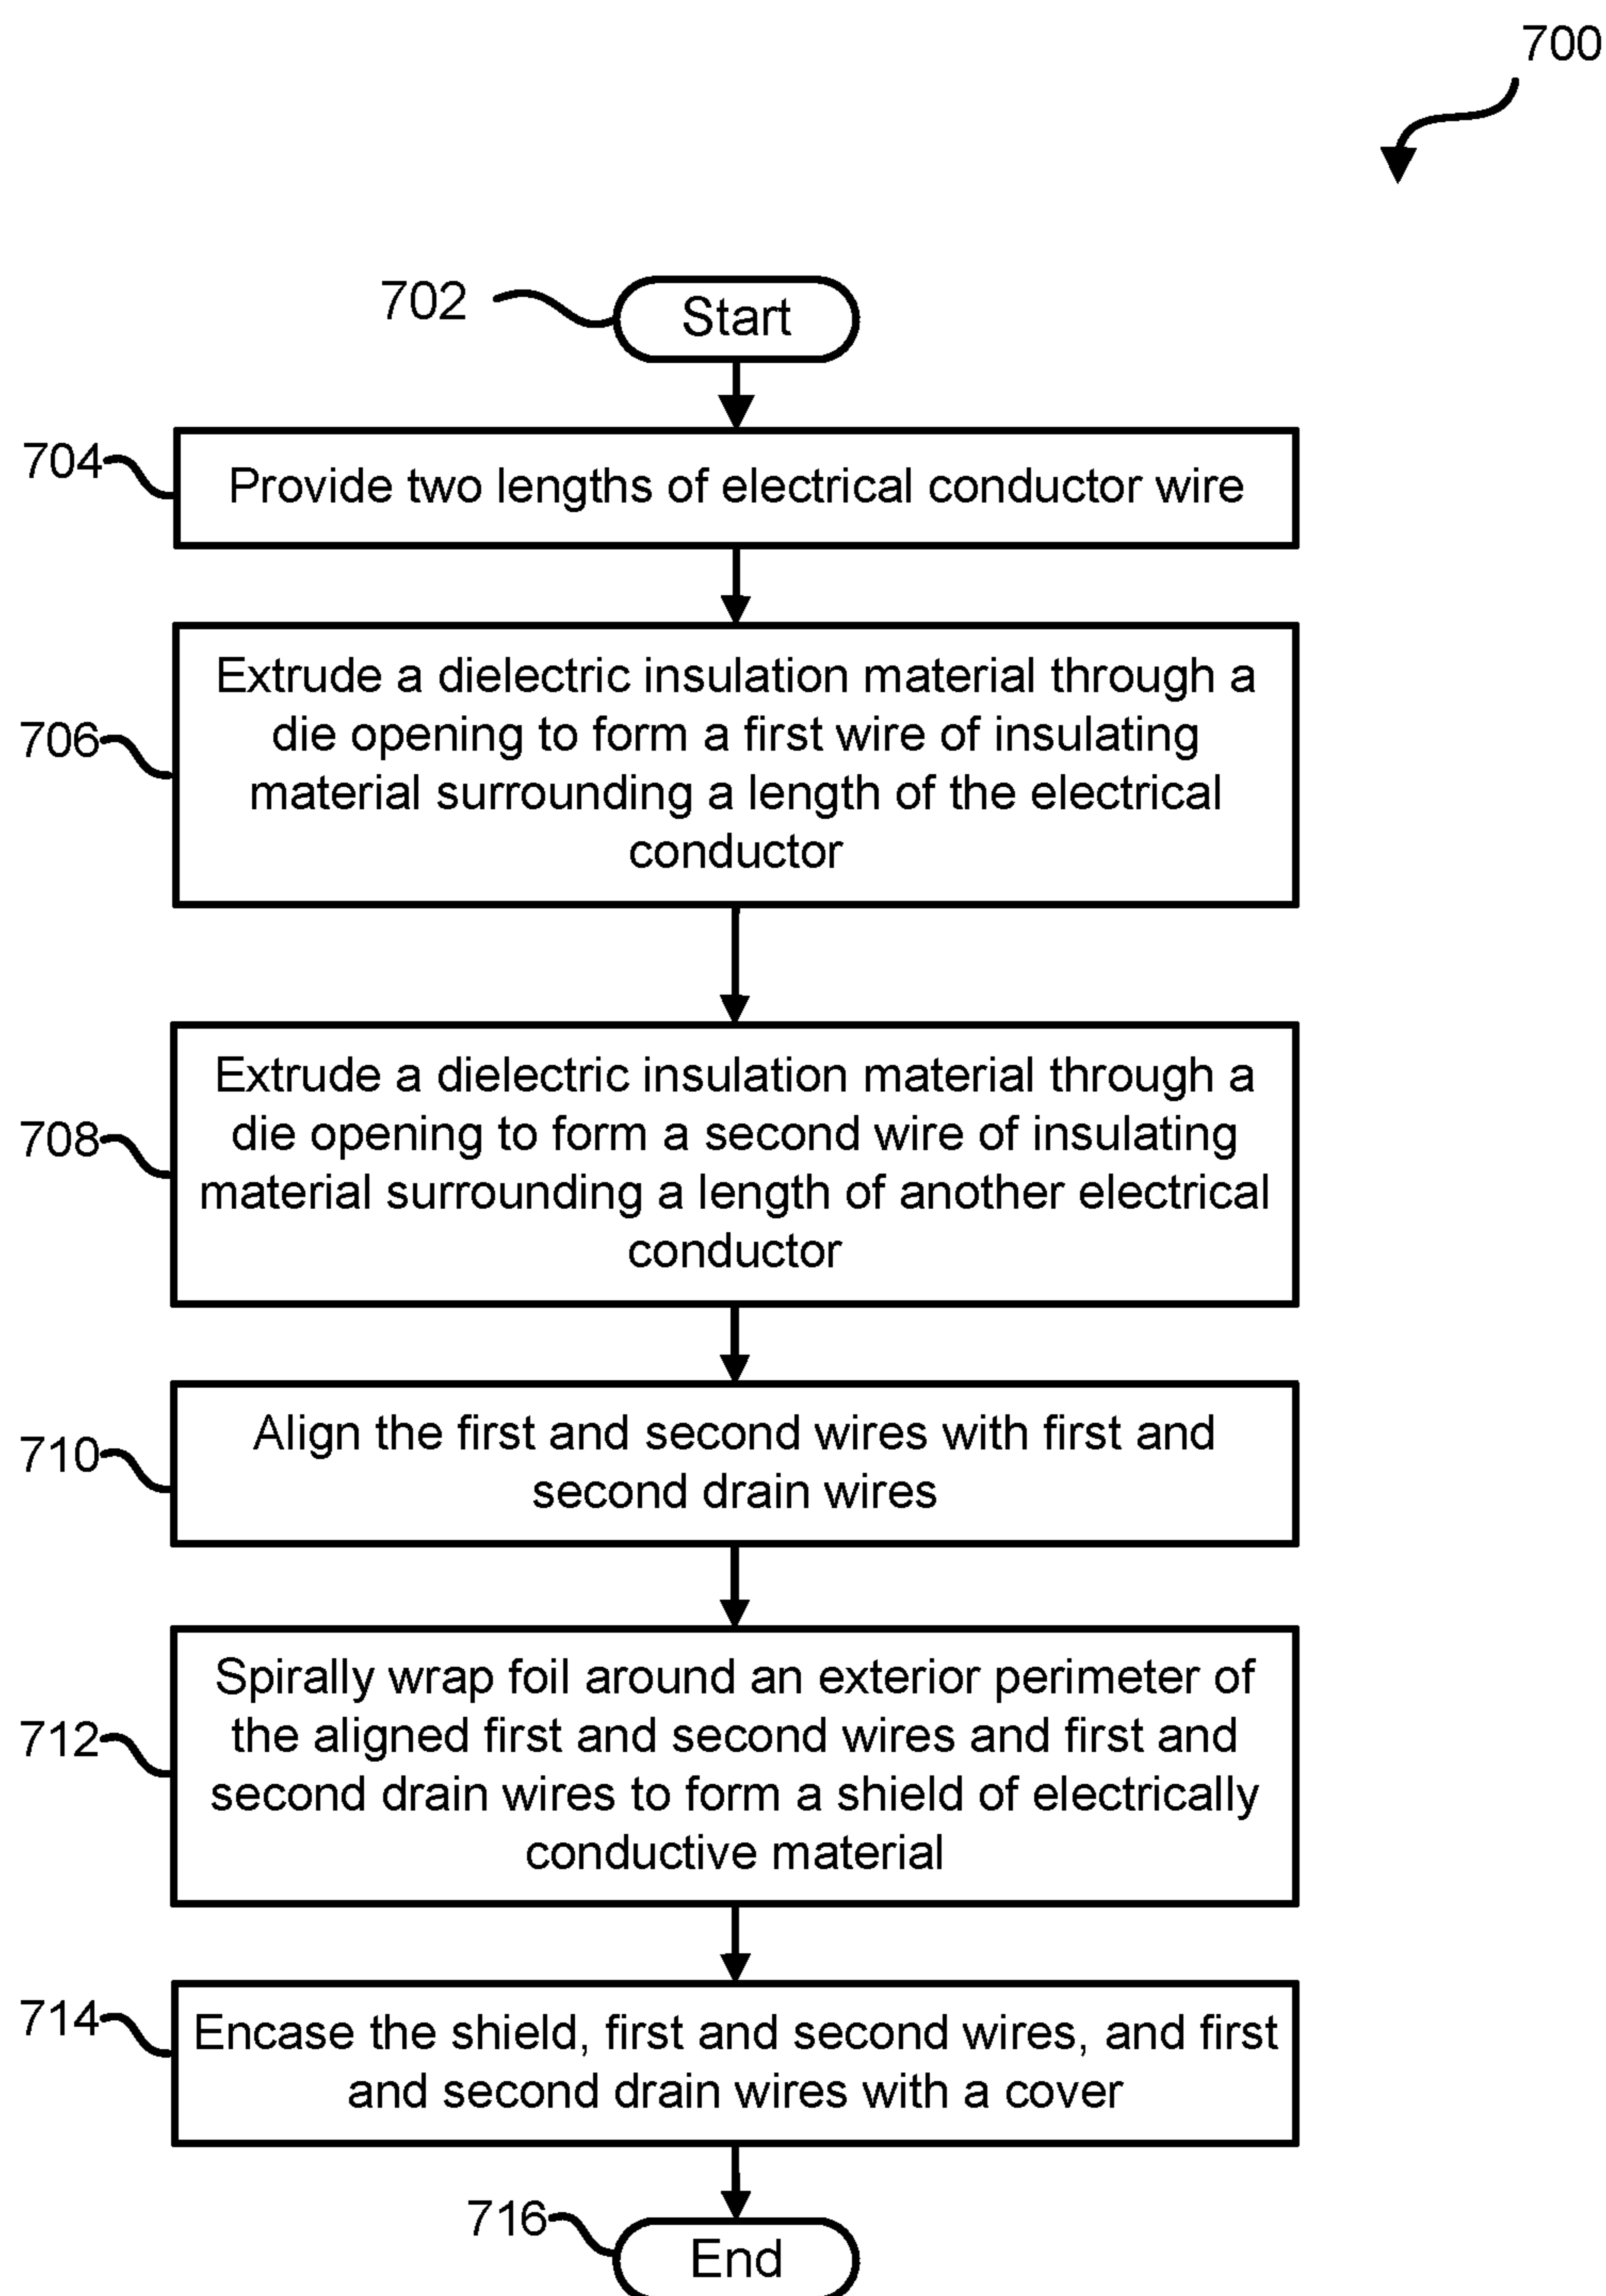 700
702
Start
704
Provide two lengths of electrical conductor wire
706
Extrude a dielectric insulation material through a
die opening to form a first wire of insulating
material surrounding a length of the electrical
conductor
708
Extrude a dielectric insulation material through a
die opening to form a second wire of insulating
material surrounding a length of another electrical
conductor
710
Align the first and second wires with first and
second drain wires
712
Spirally wrap foil around an exterior perimeter of
the aligned first and second wires and first and
second drain wires to form a shield of electrically
conductive material
714
Encase the shield, first and second wires, and first
and second drain wires with a cover
716
End